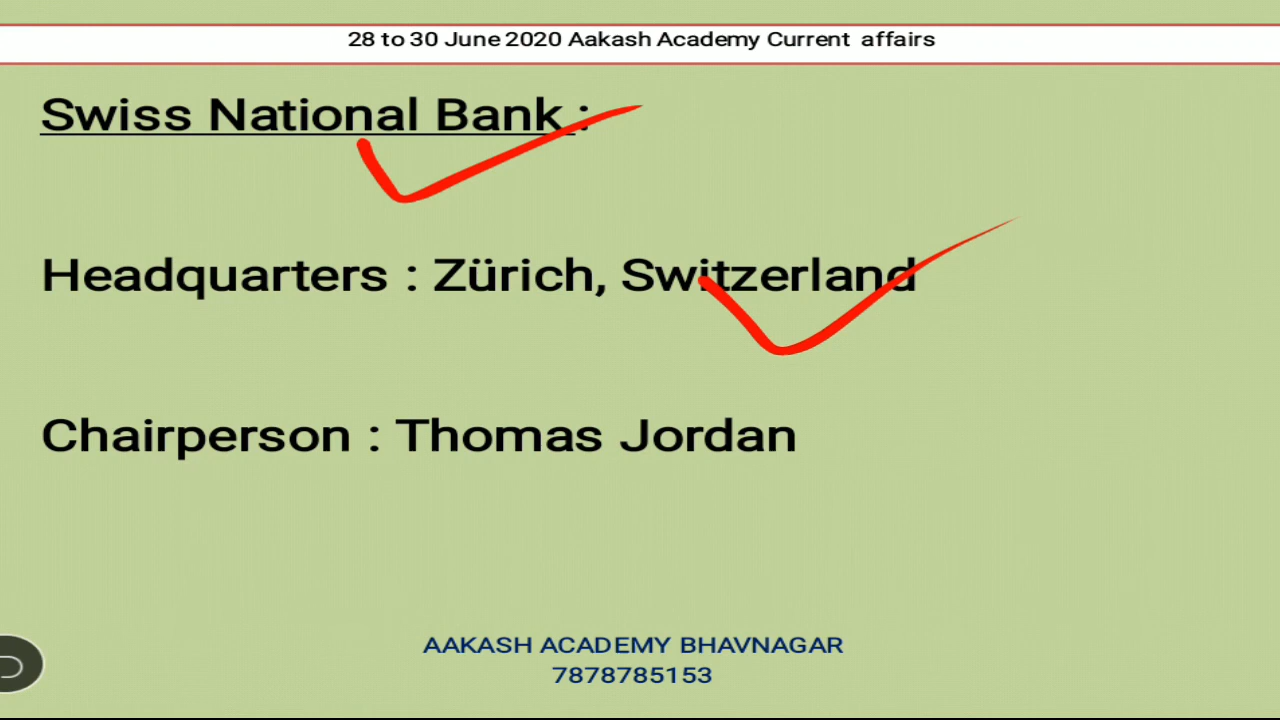 28 to 30 June 2020 Aakash Academy Current affairs
Swiss National Bank :
Headquarters : Zürich, Switzerland
Chairperson : Thomas Jordan
AAKASH ACADEMY BHAVNAGAR
7878785153